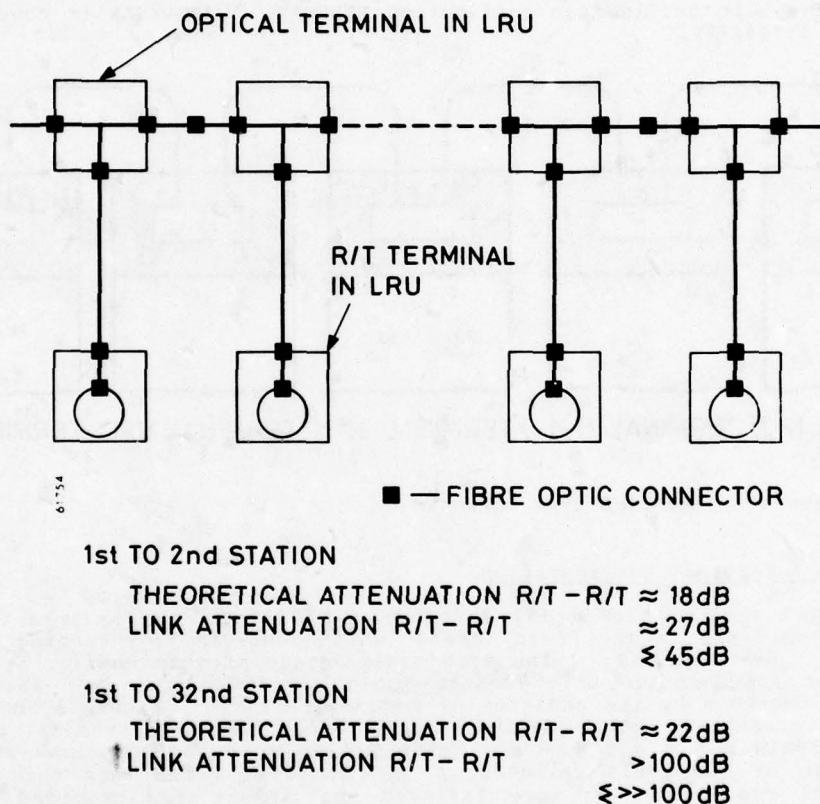 OPTICAL TERMINAL IN LRU
R/T TERMINAL
IN LRU
61754
■ — FIBRE OPTIC CONNECTOR
1st TO 2nd STATION
THEORETICAL ATTENUATION R/T - R/T ≈ 18dB
LINK ATTENUATION R/T - R/T ≈ 27dB
≤ 45dB
1st TO 32nd STATION
THEORETICAL ATTENUATION R/T - R/T ≈ 22dB
LINK ATTENUATION R/T - R/T >100dB
≤ >>100dB